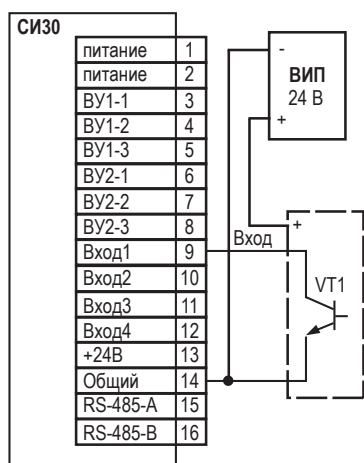 СИ30
питание 1
питание 2
ВУ1-1 3
ВУ1-2 4
ВУ1-3 5
ВУ2-1 6
ВУ2-2 7
ВУ2-3 8
Вход1 9
Вход2 10
Вход3 11
Вход4 12
+24В 13
Общий 14
RS-485-A 15
RS-485-B 16
-
ВИП
24 В
+
Вход
+
VT1